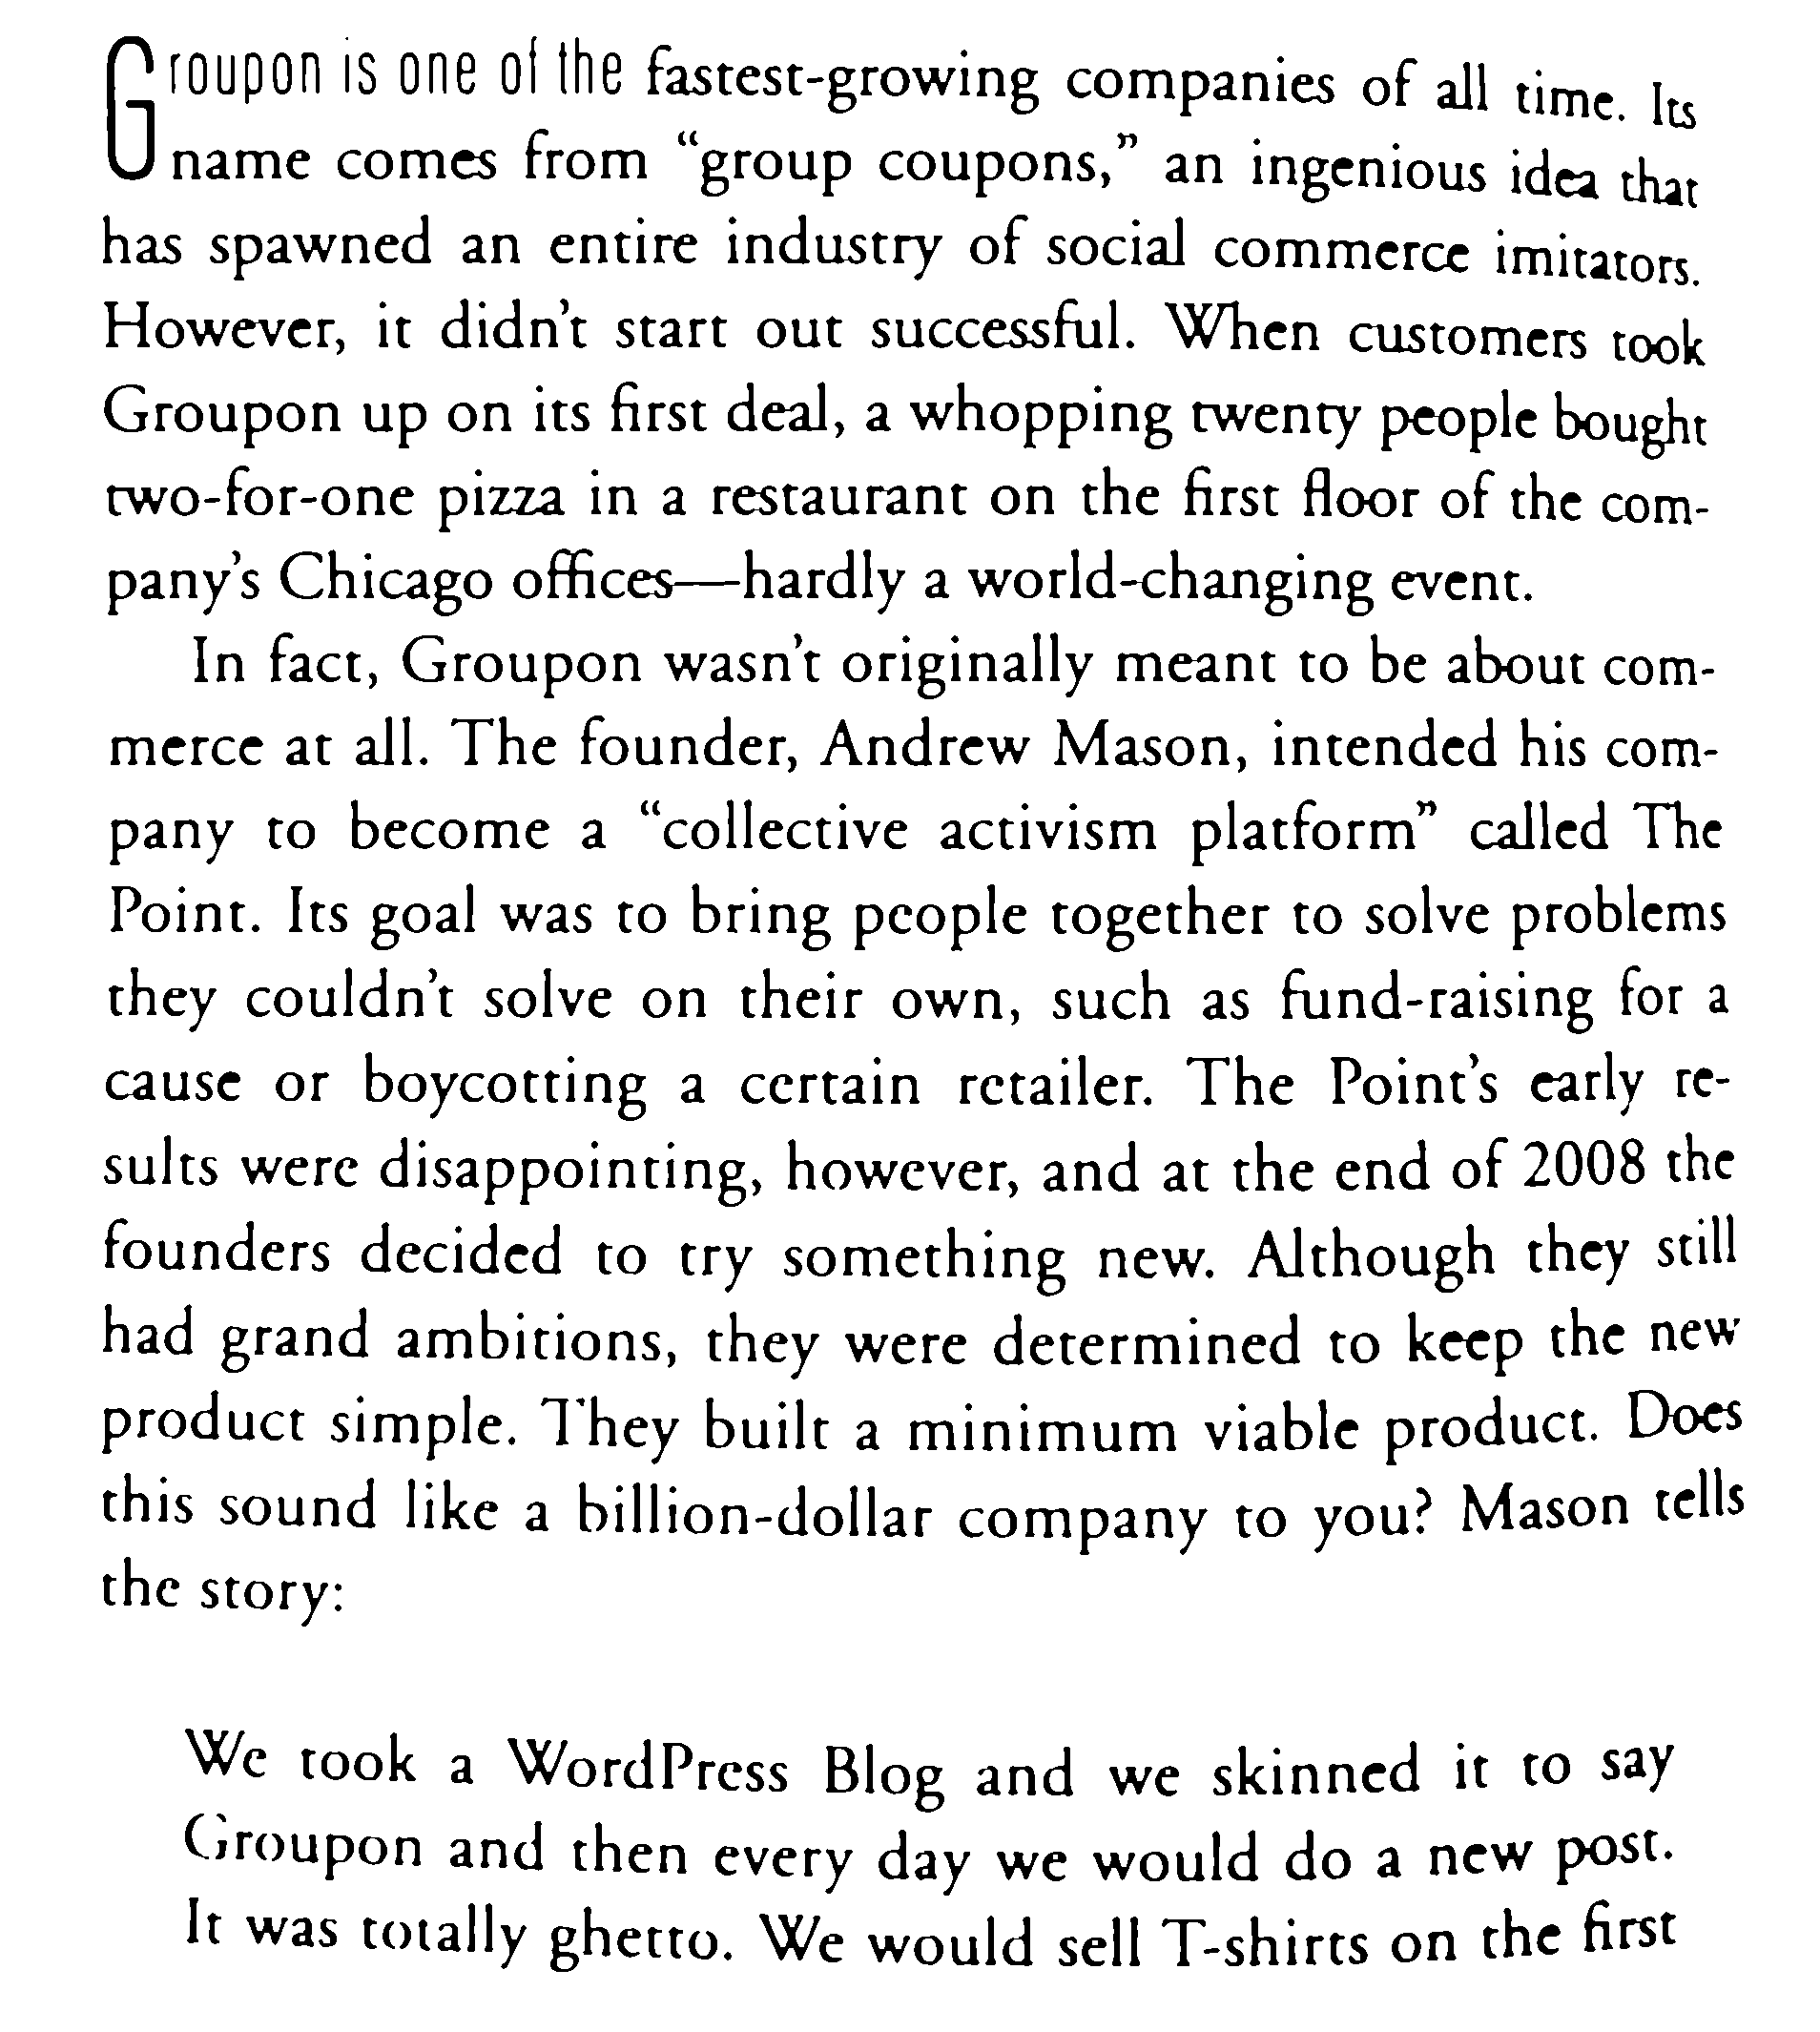 Groupon is one of the fastest-growing companies of all time. Its
name comes from “group coupons,” an ingenious idea that
has spawned an entire industry of social commerce imitators.
However, it didn’t start out successful. When customers took
Groupon up on its first deal, a whopping twenty people bought
two-for-one pizza in a restaurant on the first floor of the com-
pany’s Chicago offices—hardly a world-changing event.
In fact, Groupon wasn’t originally meant to be about com-
merce at all. The founder, Andrew Mason, intended his com-
pany to become a “collective activism platform” called The
Point. Its goal was to bring people together to solve problems
they couldn’t solve on their own, such as fund-raising for a
cause or boycotting a certain retailer. The Point’s early re-
sults were disappointing, however, and at the end of 2008 the
founders decided to try something new. Although they still
had grand ambitions, they were determined to keep the new
product simple. They built a minimum viable product. Does
this sound like a billion-dollar company to you? Mason tells
the story:
We took a WordPress Blog and we skinned it to say
Groupon and then every day we would do a new post.
It was totally ghetto. We would sell T-shirts on the first